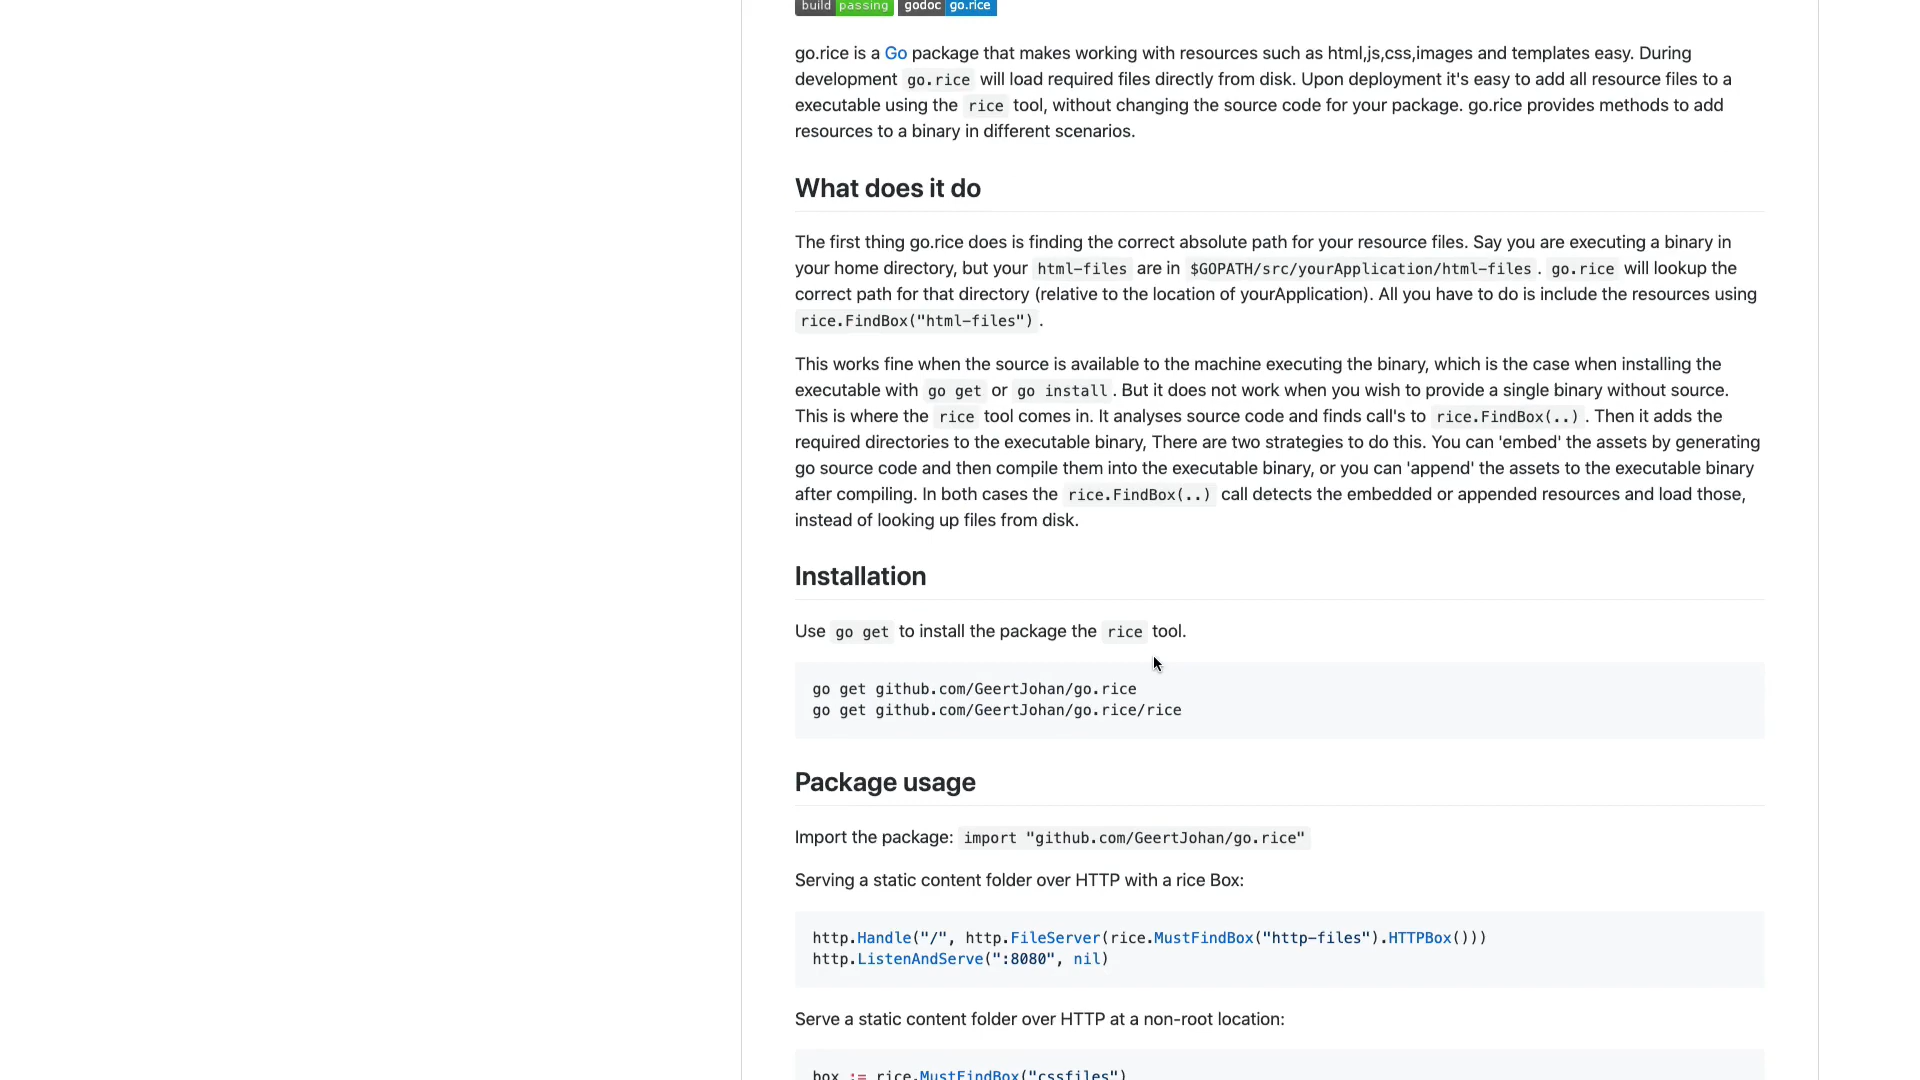 build passing godoc go.rice
go.rice is a Go package that makes working with resources such as html,js,css,images and templates easy. During
development go.rice will load required files directly from disk. Upon deployment it's easy to add all resource files to a
executable using the rice tool, without changing the source code for your package. go.rice provides methods to add
resources to a binary in different scenarios.
What does it do
The first thing go.rice does is finding the correct absolute path for your resource files. Say you are executing a binary in
your home directory, but your html-files are in $GOPATH/src/yourApplication/html-files. go.rice will lookup the
correct path for that directory (relative to the location of yourApplication). All you have to do is include the resources using
rice.FindBox("html-files").
This works fine when the source is available to the machine executing the binary, which is the case when installing the
executable with go get or go install. But it does not work when you wish to provide a single binary without source.
This is where the rice tool comes in. It analyses source code and finds call's to rice.FindBox(..). Then it adds the
required directories to the executable binary, There are two strategies to do this. You can 'embed' the assets by generating
go source code and then compile them into the executable binary, or you can 'append' the assets to the executable binary
after compiling. In both cases the rice.FindBox(..) call detects the embedded or appended resources and load those,
instead of looking up files from disk.
Installation
Use go get to install the package the rice tool.
go get github.com/GeertJohan/go.rice
go get github.com/GeertJohan/go.rice/rice
Package usage
Import the package: import "github.com/GeertJohan/go.rice"
Serving a static content folder over HTTP with a rice Box:
http.Handle("/", http.FileServer(rice.MustFindBox("http-files").HTTPBox()))
http.ListenAndServe(":8080", nil)
Serve a static content folder over HTTP at a non-root location:
box := rice.MustFindBox("cssfiles")